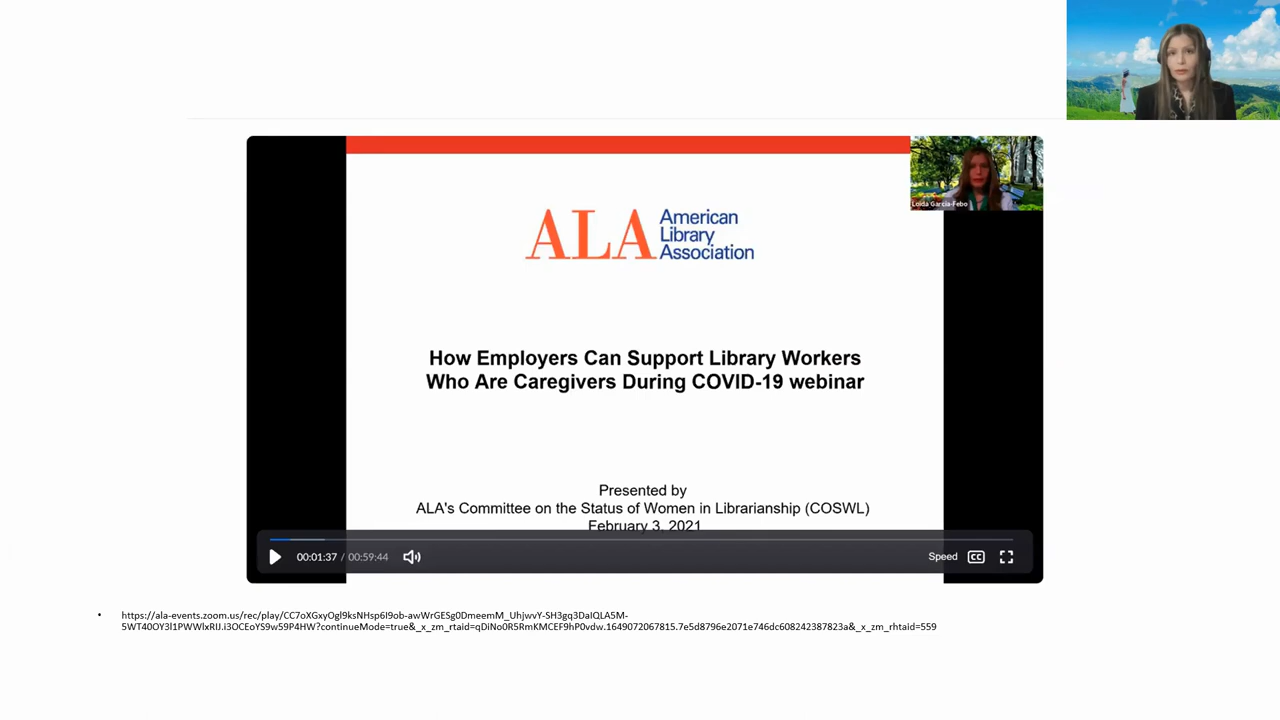 Loida Garcia-Febo
ALA American
Library
Association
How Employers Can Support Library Workers
Who Are Caregivers During COVID-19 webinar
Presented by
ALA's Committee on the Status of Women in Librarianship (COSWL)
February 3, 2021
00:01:37 / 00:59:44
Speed
CC
• https://ala-events.zoom.us/rec/play/CC7oXGxyOgl9ksNHsp6I9ob-awWrGESg0DmeemM_UhjwvY-SH3gq3DaIQLA5M-
5WT40OY3l1PWWlxRIJ.i3OCEoYS9w59P4HW?continueMode=true&_x_zm_rtaid=qDiNo0R5RmKMCEF9hP0vdw.1649072067815.7e5d8796e2071e746dc608242387823a&_x_zm_rhtaid=559